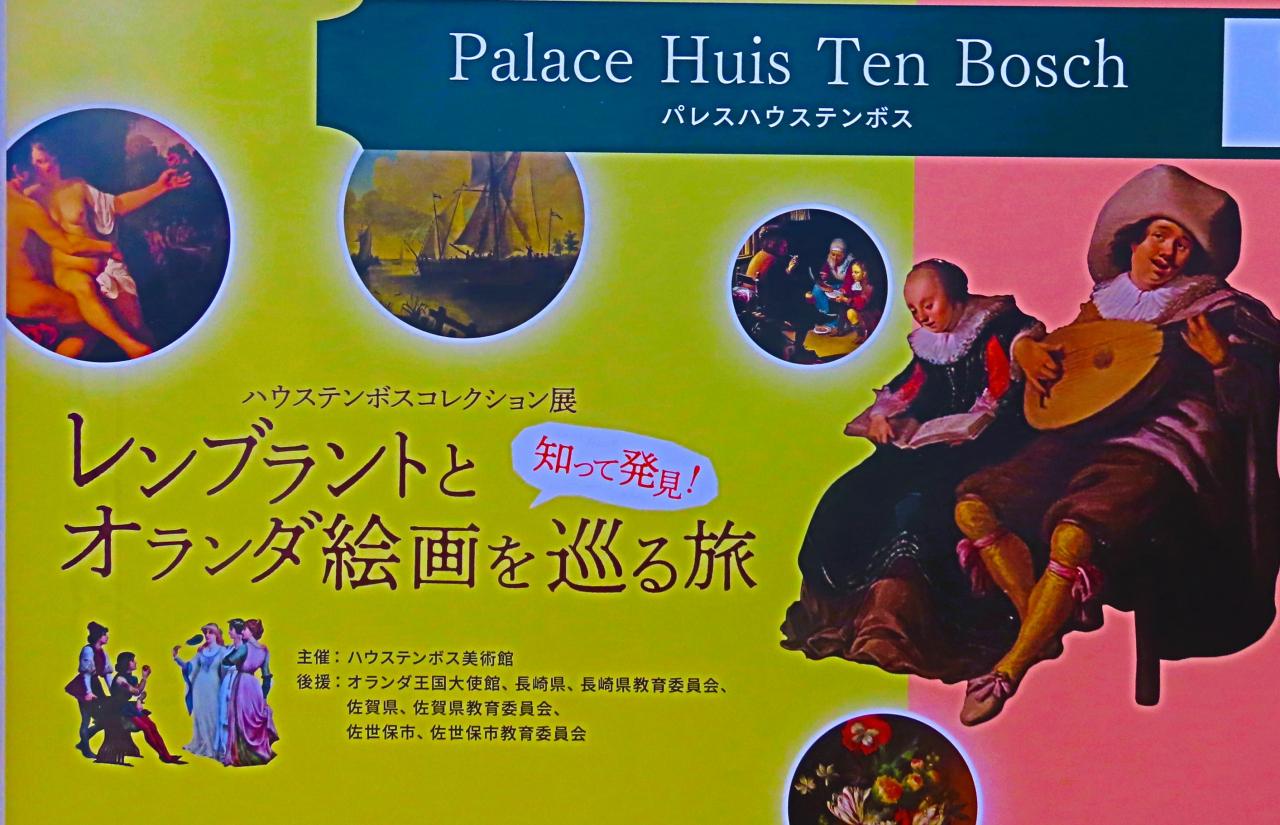 Palace Huis Ten Bosch
パレスハウステンボス
ハウステンボスコレクション展
レンブラントと
知って発見!
オランダ絵画を巡る旅
主催：ハウステンボス美術館
後援：オランダ王国大使館、長崎県、長崎県教育委員会、
佐賀県、佐賀県教育委員会、
佐世保市、佐世保市教育委員会